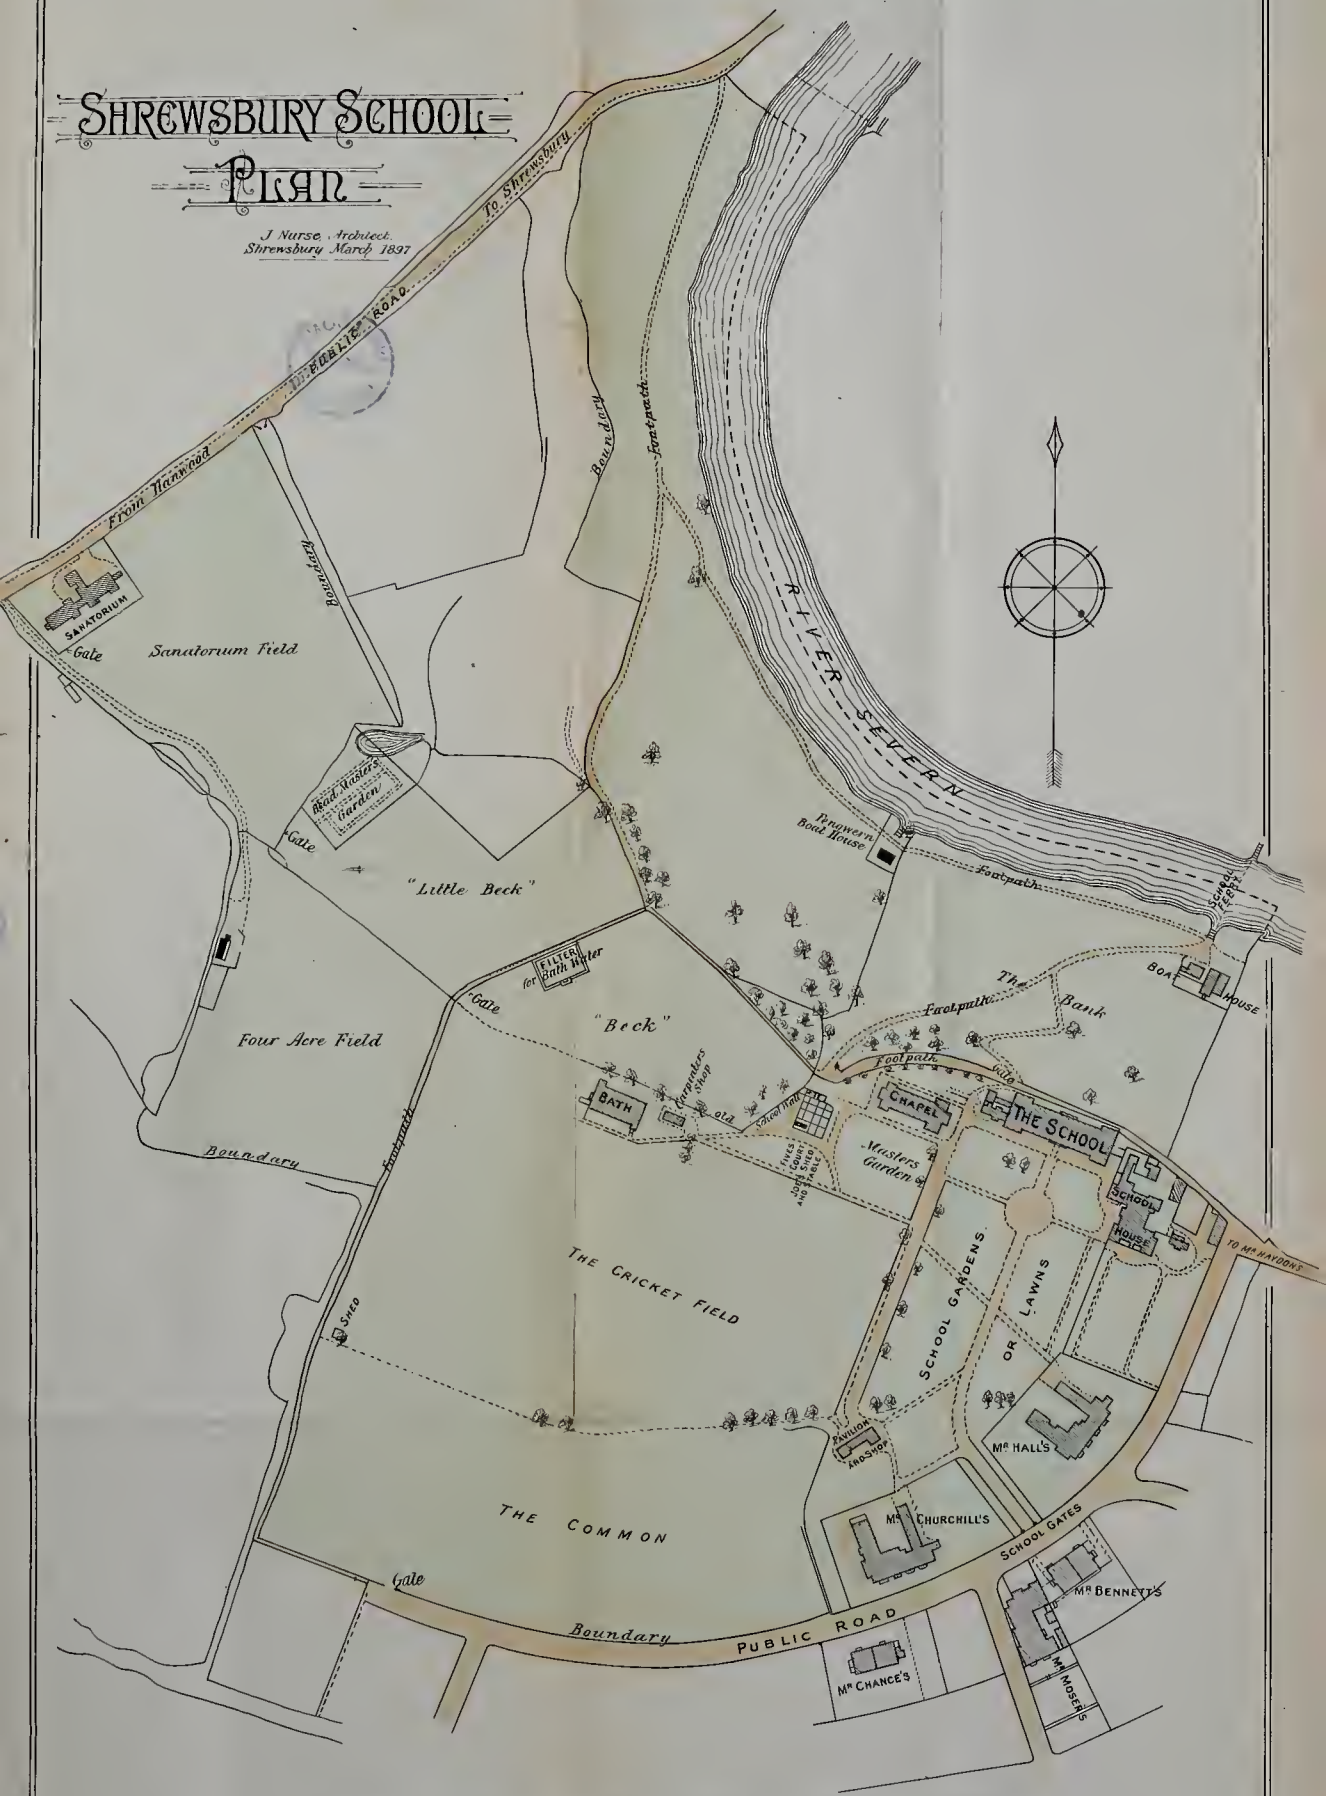 SHREWSBURY SCHOOL
PLAN
J Nurse, Architect.
Shrewsbury March 1897
To Shrewsbury
PUBLIC ROAD
From Hanwood
Boundary
Footpath
Boundary
SANATORIUM
Gate
Sanatorium Field
RIVER SEVERN
Head Masters
Garden
Gate
"Little Beck"
Pengwern
Boat House
Footpath
SCHOOL
FERRY
FILTER
for Bath Water
Gate
"Beck"
The Bank
BOAT HOUSE
Footpath
Four Acre Field
Footpath
Gate
Carpinters
Shop
BATH
old School Wall
CHAPEL
THE SCHOOL
FIVES
COURT
JOE'S SHED
AND STABLE
Masters
Garden
Footpath
Boundary
SCHOOL
HOUSE
TO MR HAYDONS
THE CRICKET FIELD
SCHOOL GARDENS
OR LAWNS
SHED
PAVILION
AND SHOP
MR HALL'S
THE COMMON
MR CHURCHILL'S
SCHOOL GATES
Gate
MR BENNETT'S
Boundary
PUBLIC ROAD
MR CHANCE'S
MR MOSER'S